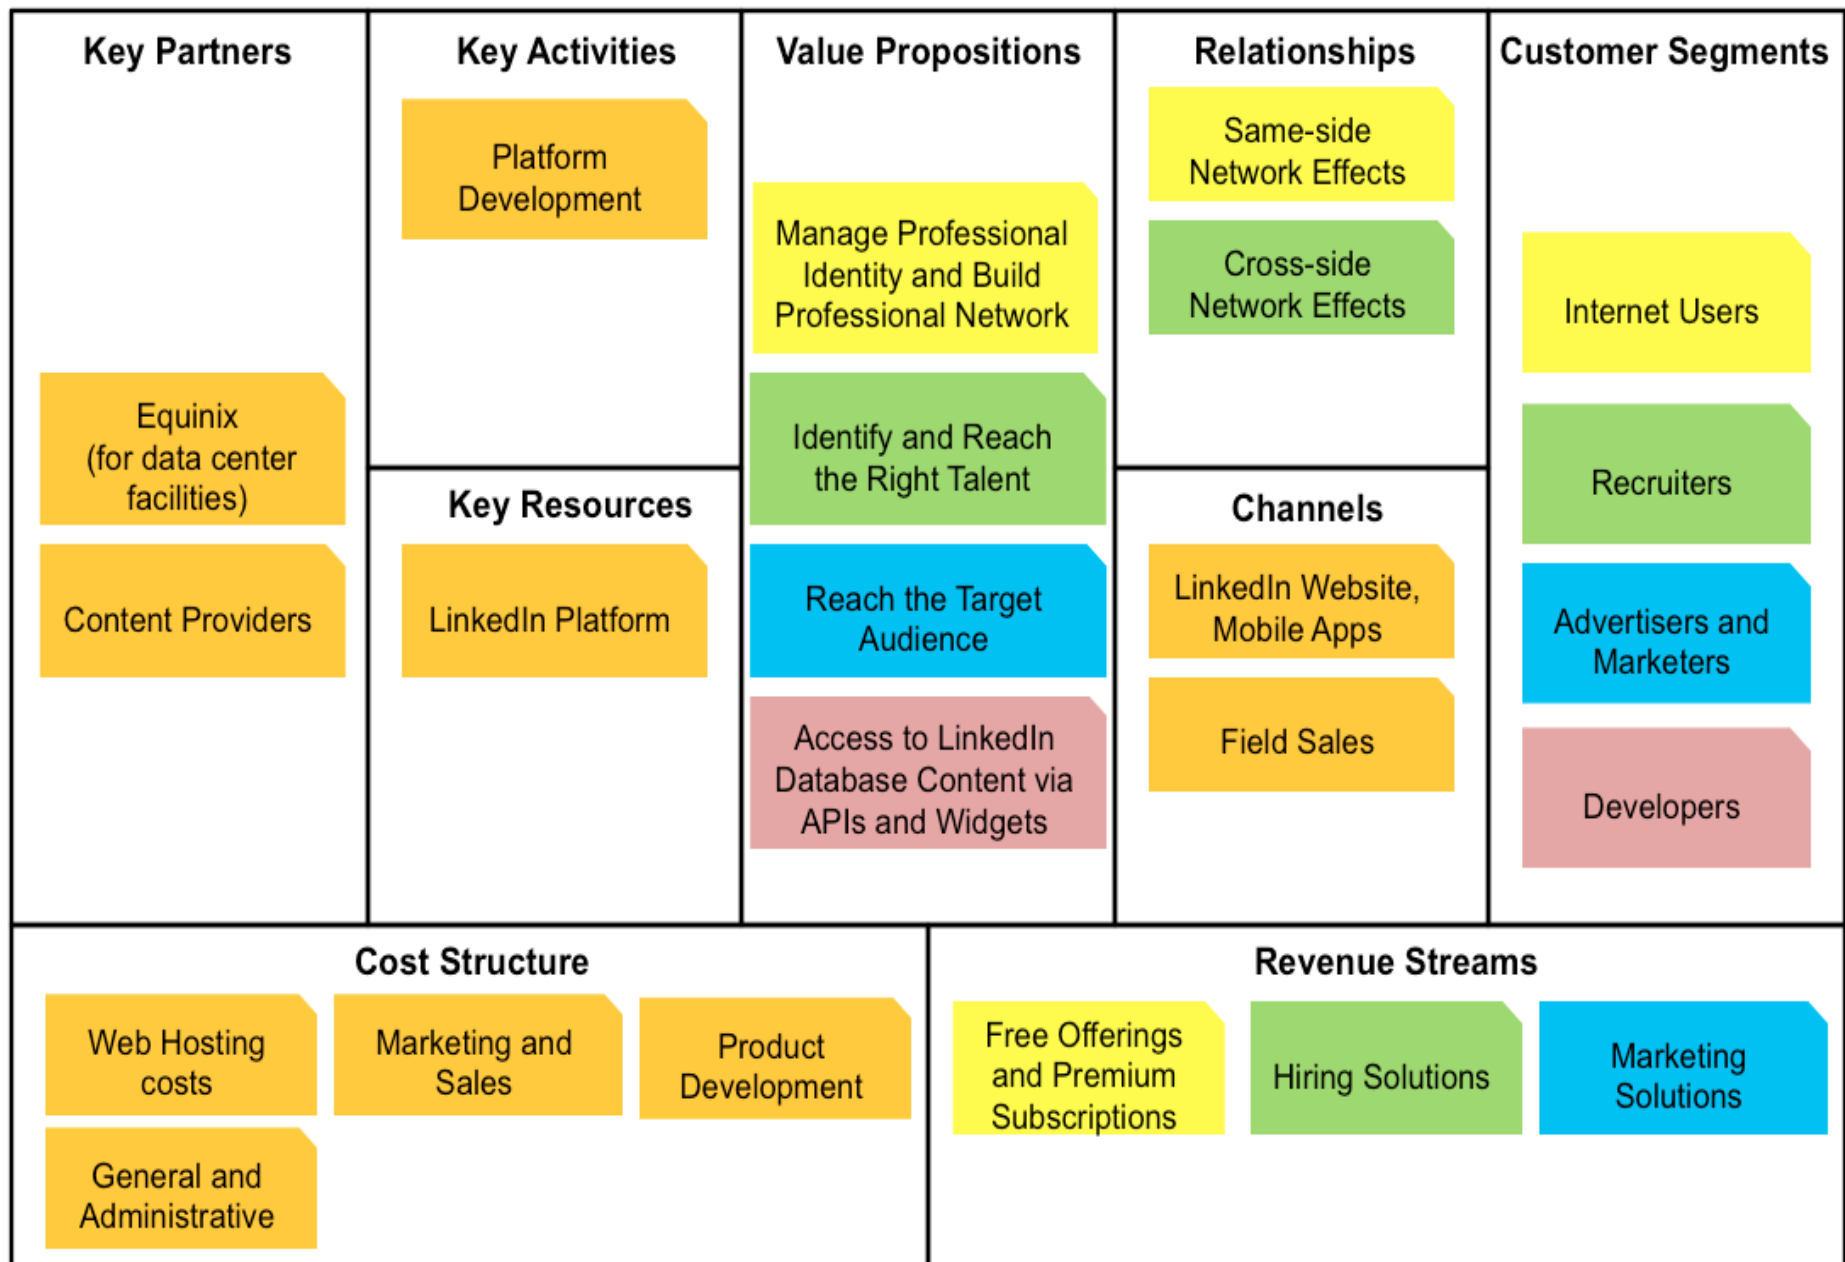 Key Partners
Equinix
(for data center
facilities)
Content Providers
Key Activities
Platform
Development
Key Resources
LinkedIn Platform
Value Propositions
Manage Professional
Identity and Build
Professional Network
Identify and Reach
the Right Talent
Reach the Target
Audience
Access to LinkedIn
Database Content via
APIs and Widgets
Relationships
Same-side
Network Effects
Cross-side
Network Effects
Channels
LinkedIn Website,
Mobile Apps
Field Sales
Customer Segments
Internet Users
Recruiters
Advertisers and
Marketers
Developers
Cost Structure
Web Hosting
costs
Marketing and
Sales
Product
Development
General and
Administrative
Revenue Streams
Free Offerings
and Premium
Subscriptions
Hiring Solutions
Marketing
Solutions